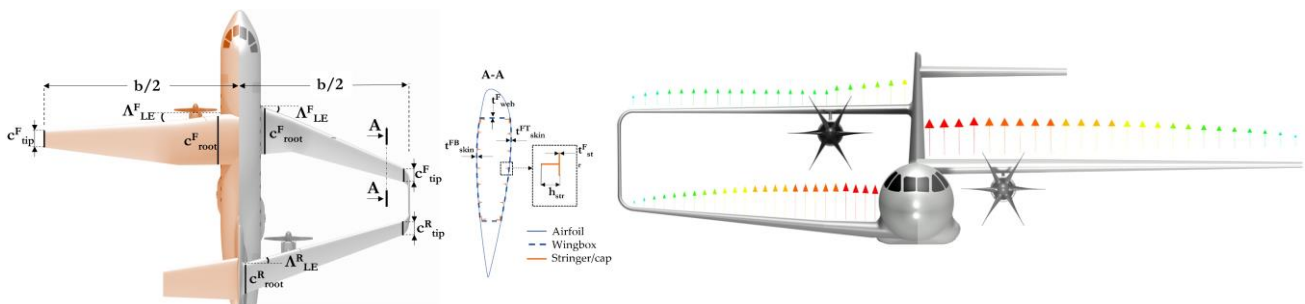 b/2
b/2
Λ^F_LE
Λ^F_LE
c^F_tip
c^F_root
c^F_root
A
c^F_tip
A
c^R_tip
Λ^R_LE
c^R_root
A-A
t^F_web
t^FT_skin
t^FB_skin
t^F_st
r
h_str
Airfoil
Wingbox
Stringer/cap